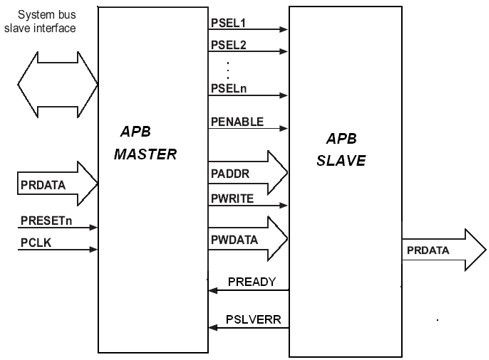 System bus
slave interface
PSEL1
PSEL2
PSELn
PENABLE
APB
MASTER
APB
SLAVE
PRDATA
PADDR
PRESETn
PWRITE
PCLK
PWDATA
PRDATA
PREADY
PSLVERR